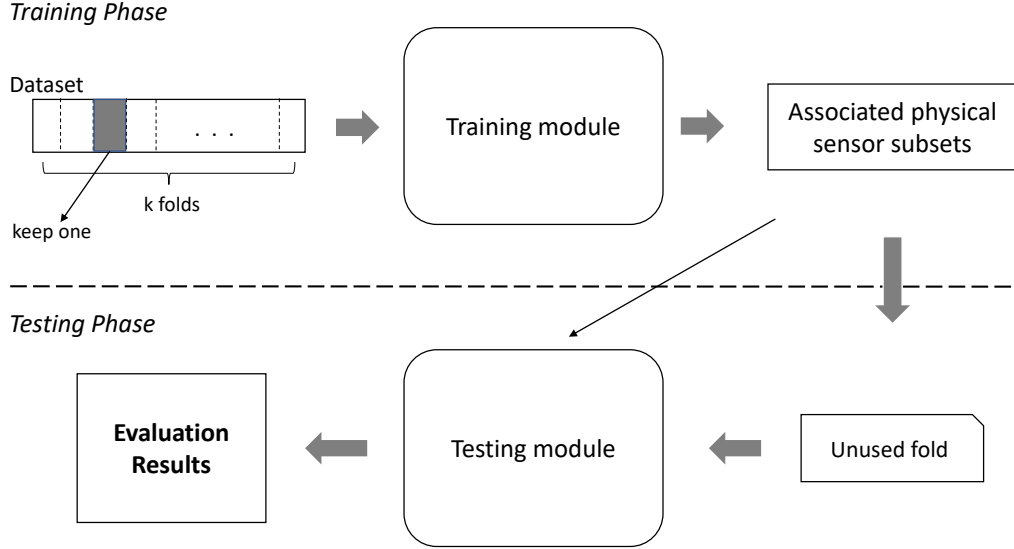 Training Phase
Dataset
. . .
k folds
keep one
Training module
Associated physical
sensor subsets
Testing Phase
Evaluation
Results
Testing module
Unused fold